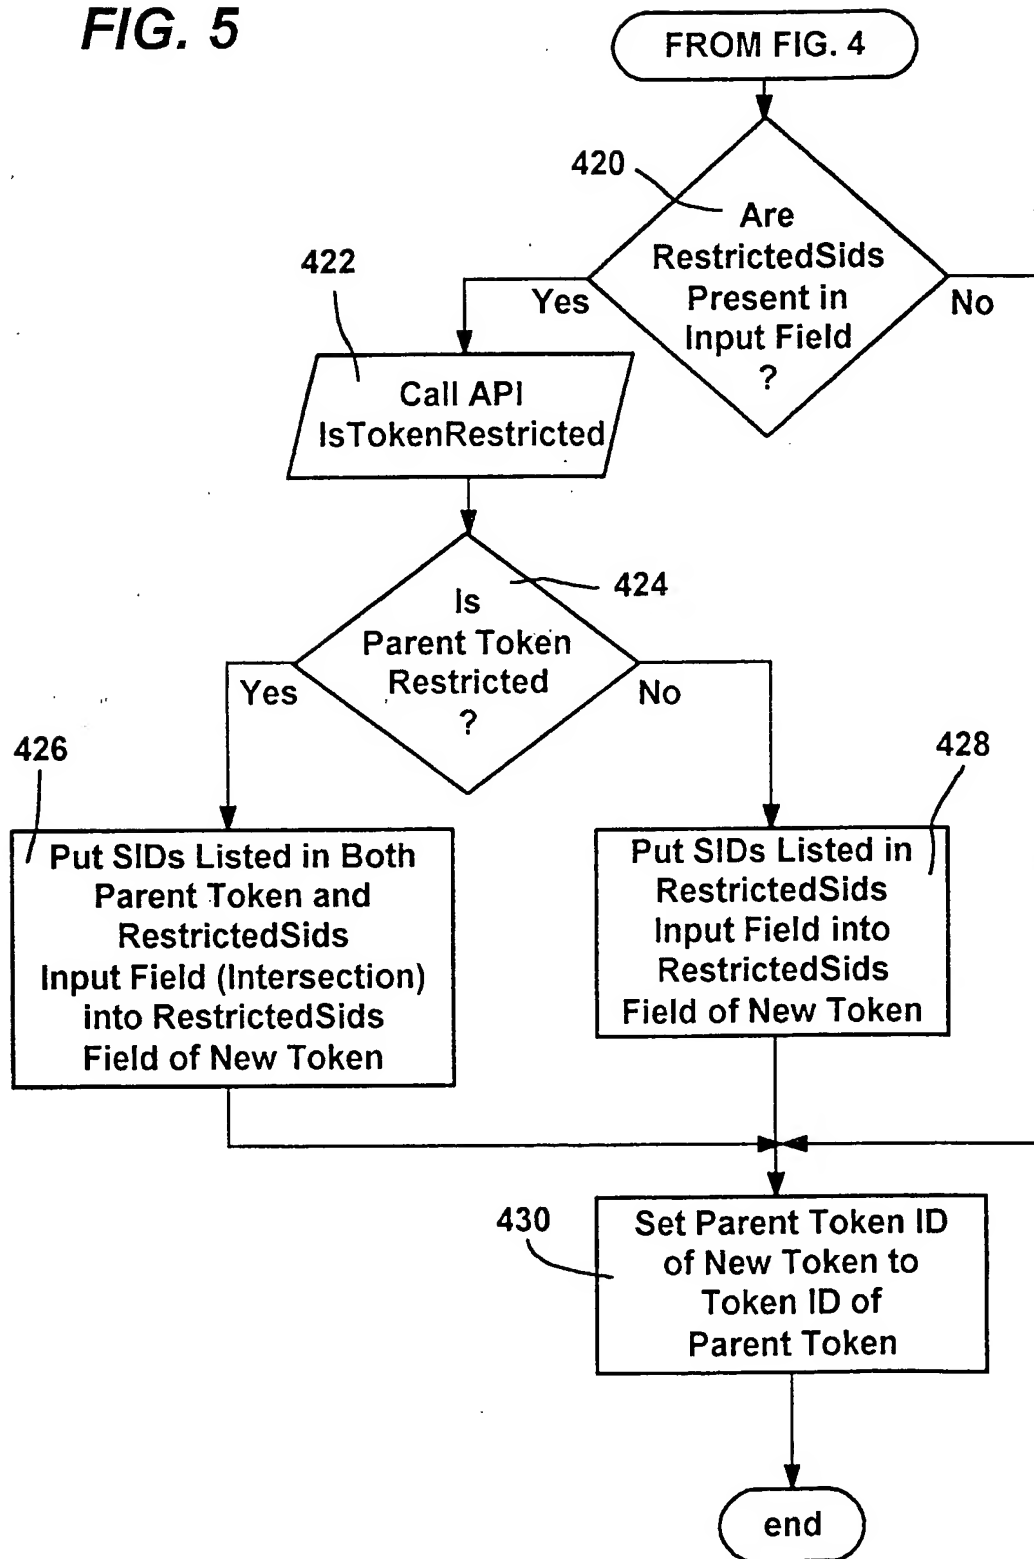 FIG. 5
FROM FIG. 4
420
Are
RestrictedSids
Present in
Input Field
?
Yes
No
422
Call API
IsTokenRestricted
424
Is
Parent Token
Restricted
?
Yes
No
426
Put SIDs Listed in Both
Parent Token and
RestrictedSids
Input Field (Intersection)
into RestrictedSids
Field of New Token
428
Put SIDs Listed in
RestrictedSids
Input Field into
RestrictedSids
Field of New Token
430
Set Parent Token ID
of New Token to
Token ID of
Parent Token
end